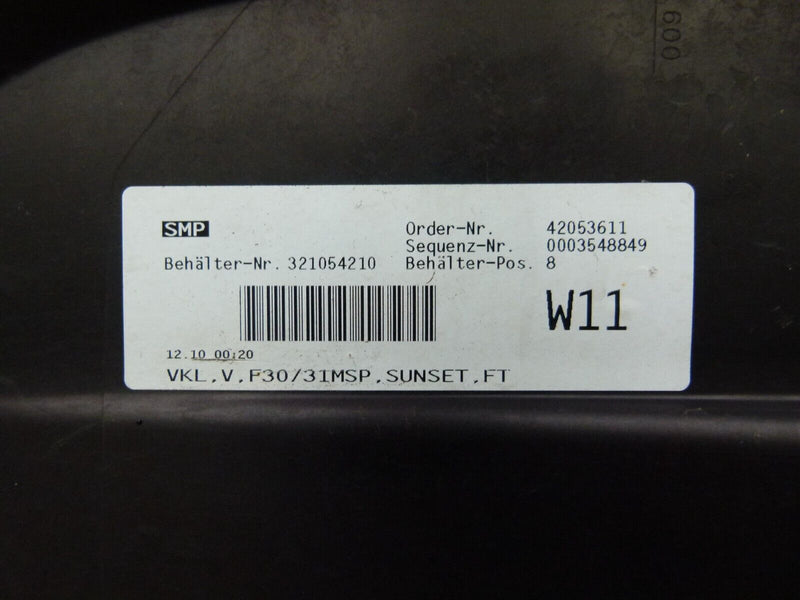 009
SMP
Order-Nr. 42053611
Sequenz-Nr. 0003548849
Behälter-Nr. 321054210 Behälter-Pos. 8
W11
12.10 00:20
VKL,V,F30/31MSP,SUNSET,FT